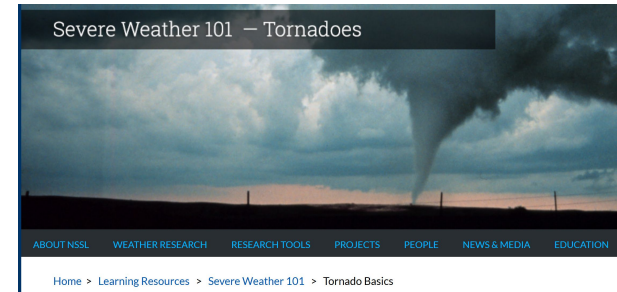 Severe Weather 101 — Tornadoes
ABOUT NSSL WEATHER RESEARCH RESEARCH TOOLS PROJECTS PEOPLE NEWS & MEDIA EDUCATION
Home > Learning Resources > Severe Weather 101 > Tornado Basics